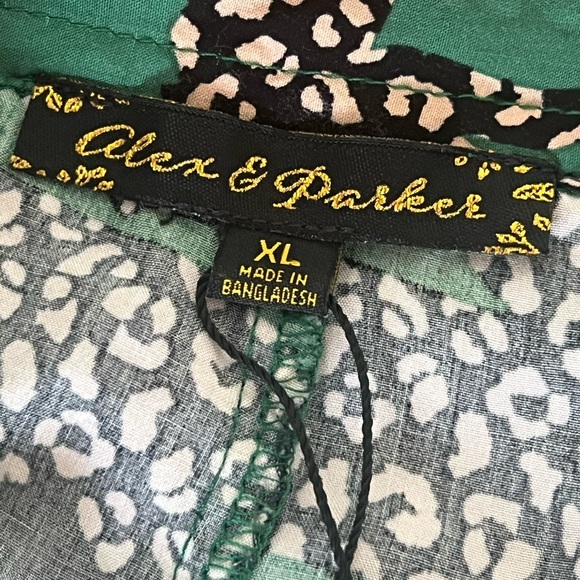 Alex & Parker
XL
MADE IN
BANGLADESH